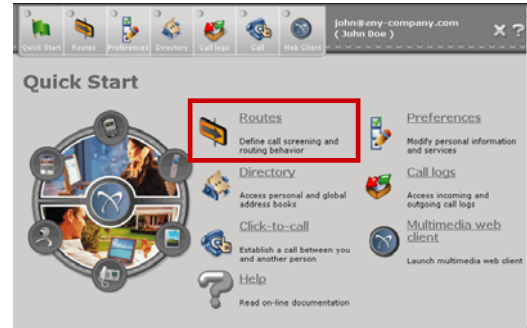 john@any-company.com
( John Doe )
Quick Start
Routes
Preferences
Directory
Call logs
Call
Web Client
Quick Start
Routes
Define call screening and
routing behavior
Preferences
Modify personal information
and services
Directory
Access personal and global
address books
Call logs
Access incoming and
outgoing call logs
Click-to-call
Establish a call between you
and another person
Multimedia web
client
Launch multimedia web client
Help
Read on-line documentation